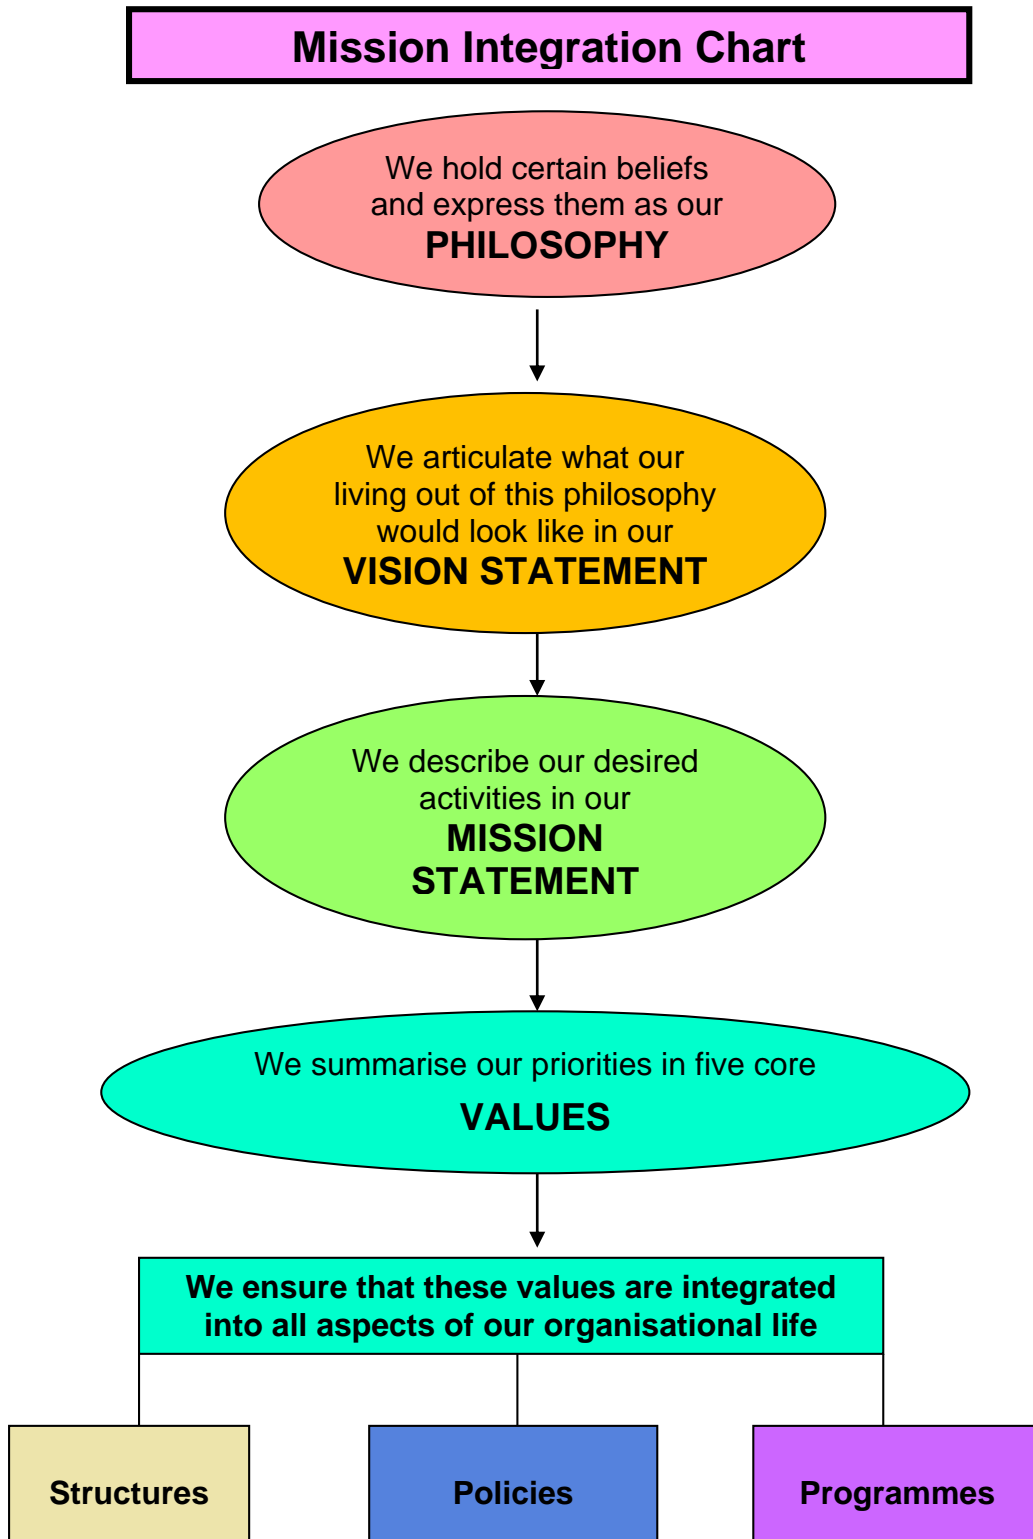 Mission Integration Chart
We hold certain beliefs
and express them as our
PHILOSOPHY
We articulate what our
living out of this philosophy
would look like in our
VISION STATEMENT
We describe our desired
activities in our
MISSION
STATEMENT
We summarise our priorities in five core
VALUES
We ensure that these values are integrated
into all aspects of our organisational life
Structures
Policies
Programmes